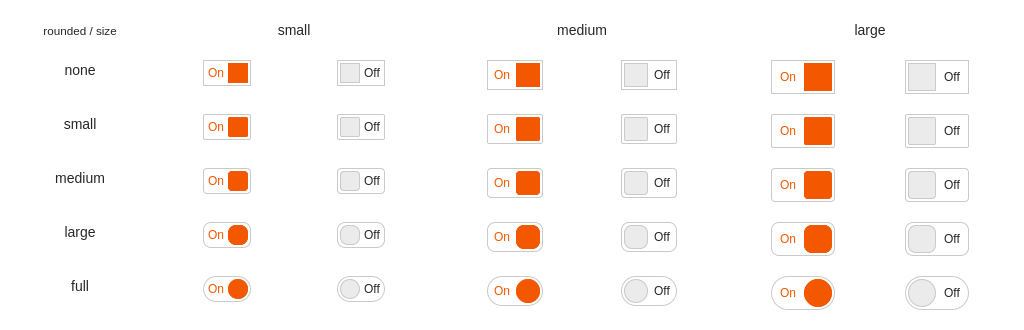 rounded / size small medium large
none On Off On Off On Off
small On Off On Off On Off
medium On Off On Off On Off
large On Off On Off On Off
full On Off On Off On Off